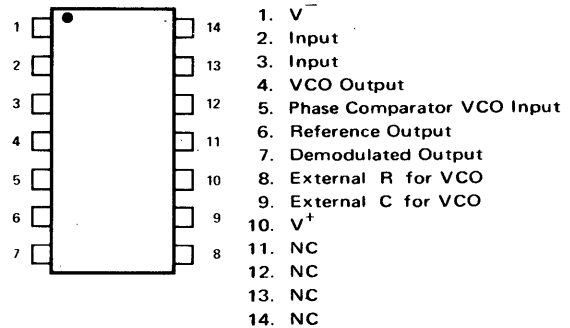 1 14
2 13
3 12
4 11
5 10
6 9
7 8
1. V⁻
2. Input
3. Input
4. VCO Output
5. Phase Comparator VCO Input
6. Reference Output
7. Demodulated Output
8. External R for VCO
9. External C for VCO
10. V⁺
11. NC
12. NC
13. NC
14. NC